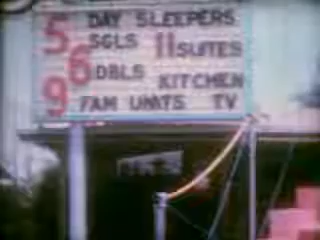 5 DAY SLEEPERS
SGLS 11 SUITES
6 DBLS KITCHEN
9 FAM UNITS TV